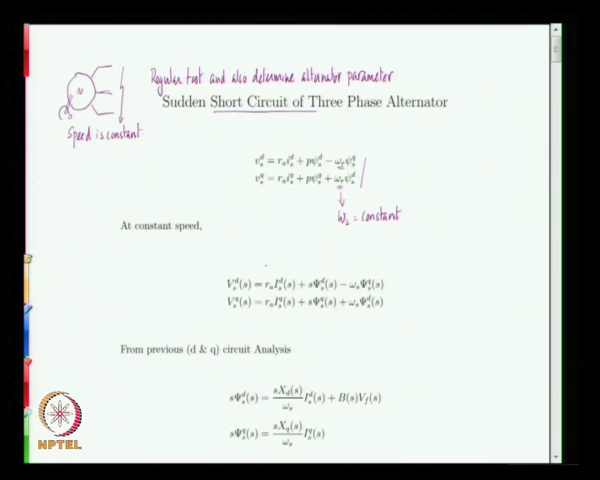 Regular test and also determine alternator parameter
N
Sudden Short Circuit of Three Phase Alternator
Speed is constant
v_s^d = r_a i_s^d + pψ_s^d − ω_r ψ_s^q
v_s^q = r_a i_s^q + pψ_s^q + ω_r ψ_s^d
ω_s = constant
At constant speed,
V_s^d(s) = r_a I_s^d(s) + sΨ_s^d(s) − ω_s Ψ_s^q(s)
V_s^q(s) = r_a I_s^q(s) + sΨ_s^q(s) + ω_s Ψ_s^d(s)
From previous (d & q) circuit Analysis
sΨ_s^d(s) = sX_d(s)/ω_s I_s^d(s) + B(s)V_f(s)
sΨ_s^q(s) = sX_q(s)/ω_s I_s^q(s)
NPTEL